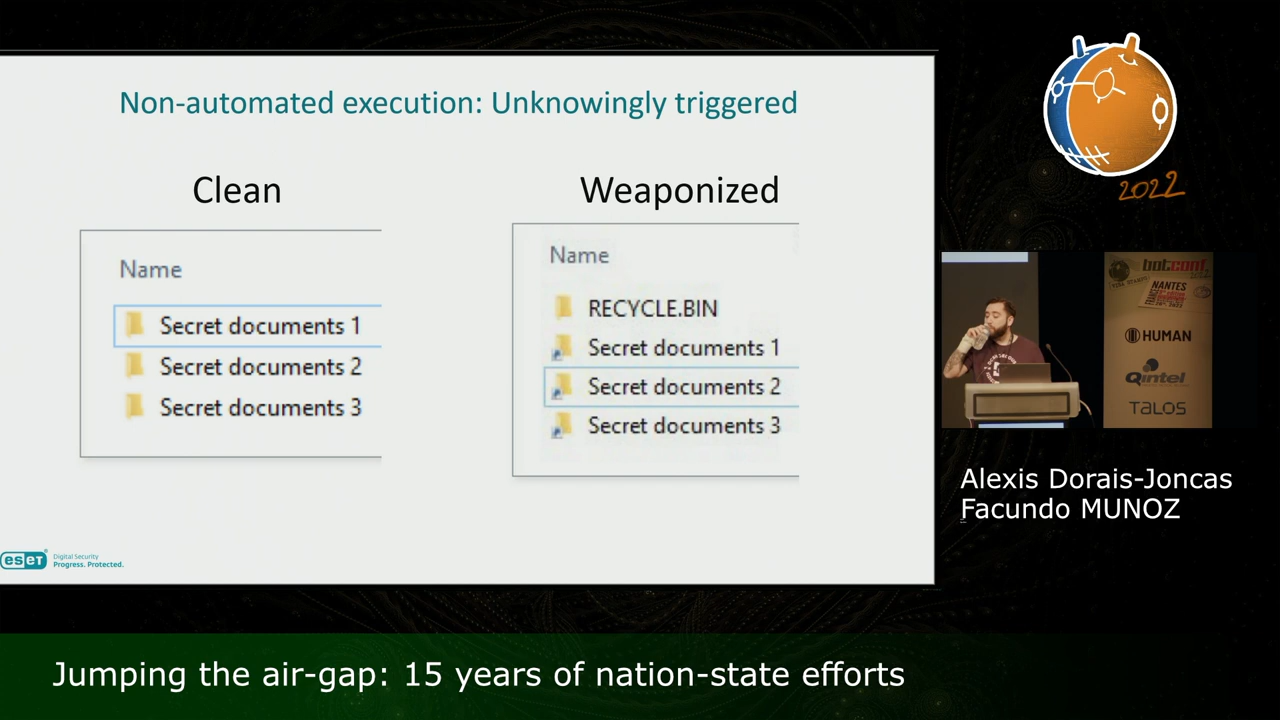 Non-automated execution: Unknowingly triggered
Clean
Name
Secret documents 1
Secret documents 2
Secret documents 3
Weaponized
Name
RECYCLE.BIN
Secret documents 1
Secret documents 2
Secret documents 3
eseT
Digital Security
Progress. Protected.
2022
botconf
NANTES
HUMAN
Qintel
TALOS
Alexis Dorais-Joncas
Facundo MUNOZ
Jumping the air-gap: 15 years of nation-state efforts